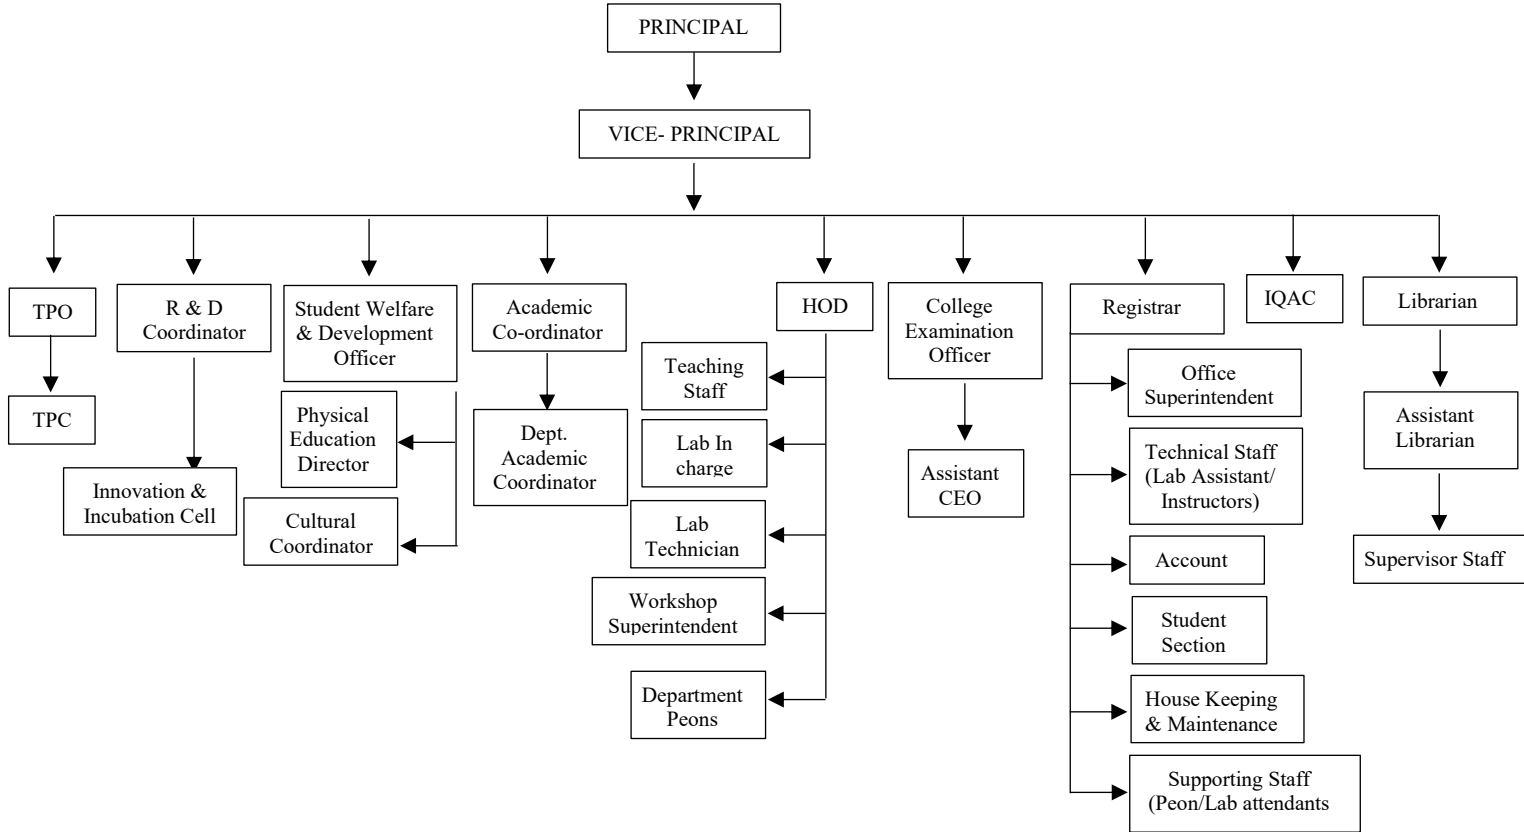 PRINCIPAL
VICE- PRINCIPAL
TPO
TPC
R & D
Coordinator
Innovation &
Incubation Cell
Student Welfare
& Development
Officer
Physical
Education
Director
Cultural
Coordinator
Academic
Co-ordinator
Dept.
Academic
Coordinator
HOD
Teaching
Staff
Lab In
charge
Lab
Technician
Workshop
Superintendent
Department
Peons
College
Examination
Officer
Assistant
CEO
Registrar
Office
Superintendent
Technical Staff
(Lab Assistant/
Instructors)
Account
Student
Section
House Keeping
& Maintenance
Supporting Staff
(Peon/Lab attendants
IQAC
Librarian
Assistant
Librarian
Supervisor Staff